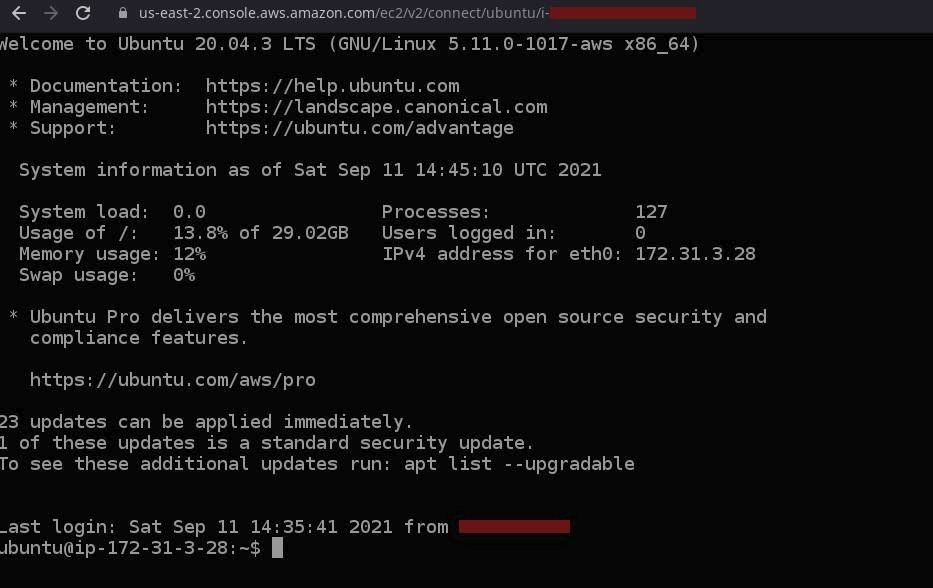 us-east-2.console.aws.amazon.com/ec2/v2/connect/ubuntu/i-
Welcome to Ubuntu 20.04.3 LTS (GNU/Linux 5.11.0-1017-aws x86_64)
* Documentation: https://help.ubuntu.com
* Management: https://landscape.canonical.com
* Support: https://ubuntu.com/advantage
System information as of Sat Sep 11 14:45:10 UTC 2021
System load: 0.0 Processes: 127
Usage of /: 13.8% of 29.02GB Users logged in: 0
Memory usage: 12% IPv4 address for eth0: 172.31.3.28
Swap usage: 0%
* Ubuntu Pro delivers the most comprehensive open source security and
compliance features.
https://ubuntu.com/aws/pro
23 updates can be applied immediately.
1 of these updates is a standard security update.
To see these additional updates run: apt list --upgradable
Last login: Sat Sep 11 14:35:41 2021 from
ubuntu@ip-172-31-3-28:~$